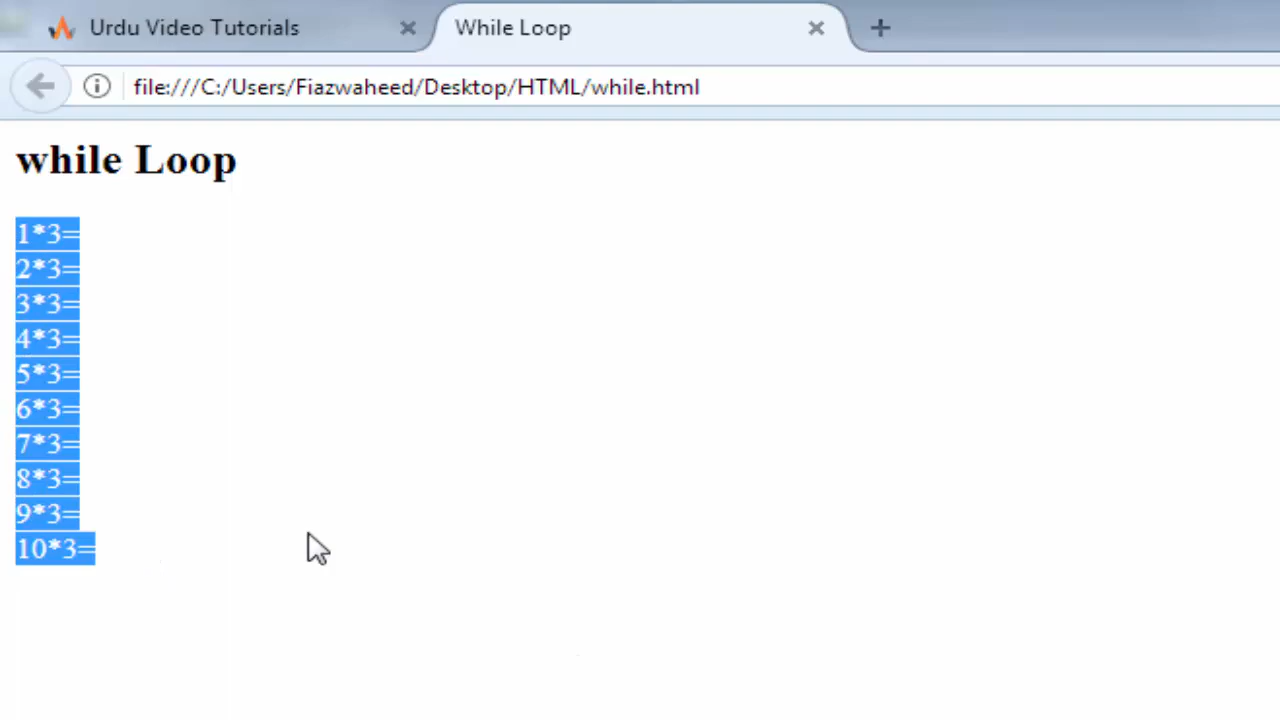 Urdu Video Tutorials
While Loop
file:///C:/Users/Fiazwaheed/Desktop/HTML/while.html
while Loop
1*3=
2*3=
3*3=
4*3=
5*3=
6*3=
7*3=
8*3=
9*3=
10*3=